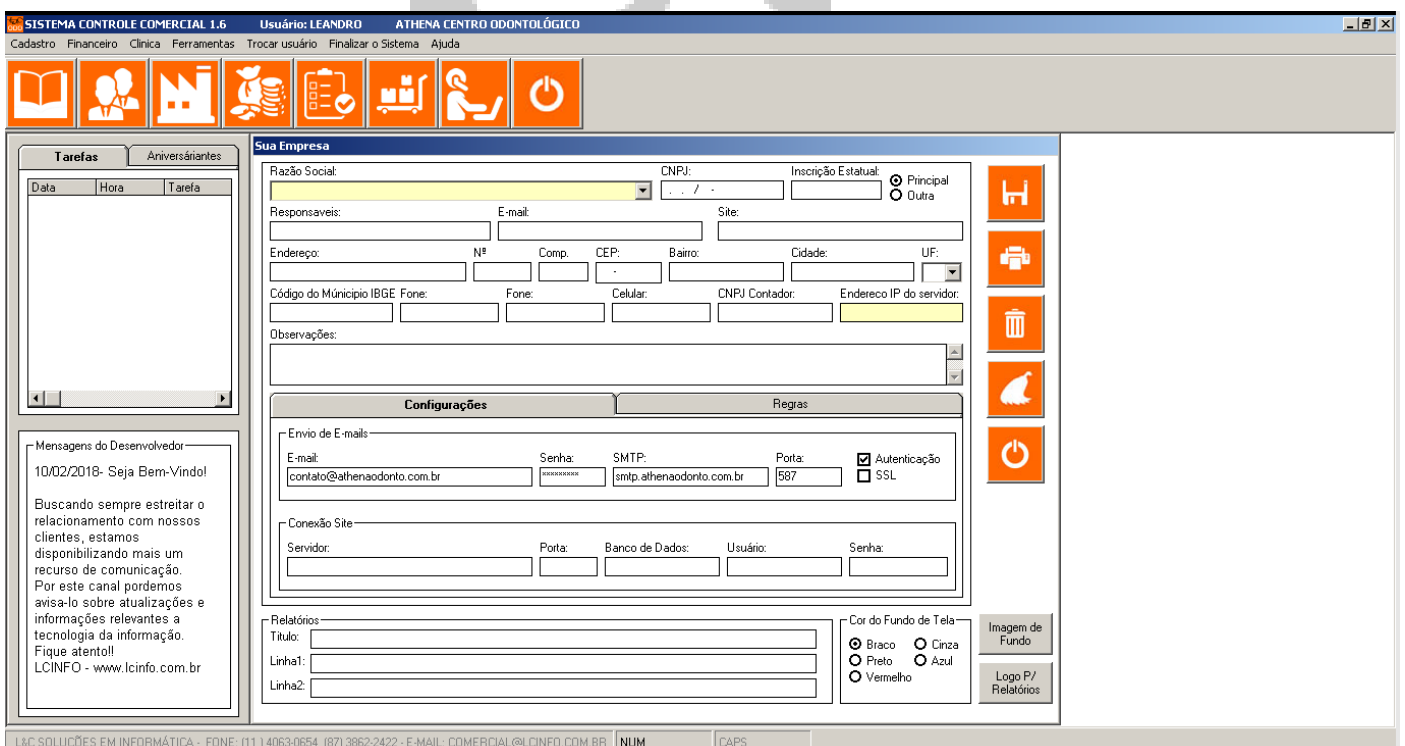 SISTEMA CONTROLE COMERCIAL 1.6 Usuário: LEANDRO ATHENA CENTRO ODONTOLÓGICO
Cadastro Financeiro Clinica Ferramentas Trocar usuário Finalizar o Sistema Ajuda
Tarefas Aniversáriantes
Data Hora Tarefa
Mensagens do Desenvolvedor
10/02/2018- Seja Bem-Vindo!
Buscando sempre estreitar o
relacionamento com nossos
clientes, estamos
disponibilizando mais um
recurso de comunicação.
Por este canal pordemos
avisa-lo sobre atualizações e
informações relevantes a
tecnologia da informação.
Fique atento!!
LCINFO - www.lcinfo.com.br
Sua Empresa
Razão Social: CNPJ: Inscrição Estatual: Principal
. . / - Outra
Responsaveis: E-mail: Site:
Endereço: Nº Comp. CEP: Bairro: Cidade: UF:
-
Código do Múnicipio IBGE Fone: Fone: Celular: CNPJ Contador: Endereco IP do servidor:
Observações:
Configurações Regras
Envio de E-mails
E-mail: Senha: SMTP: Porta: Autenticação
contato@athenaodonto.com.br ××××××××× smtp.athenaodonto.com.br 587 SSL
Conexão Site
Servidor: Porta: Banco de Dados: Usuário: Senha:
Relatórios
Titulo:
Linha1:
Linha2:
Cor do Fundo de Tela
Braco Cinza
Preto Azul
Vermelho
Imagem de
Fundo
Logo P/
Relatórios
L&C SOLUÇÕES EM INFORMÁTICA - FONE: (11 ) 4063-0654 (87) 3862-2422 - E-MAIL: COMERCIAL@LCINFO.COM.BR NUM CAPS